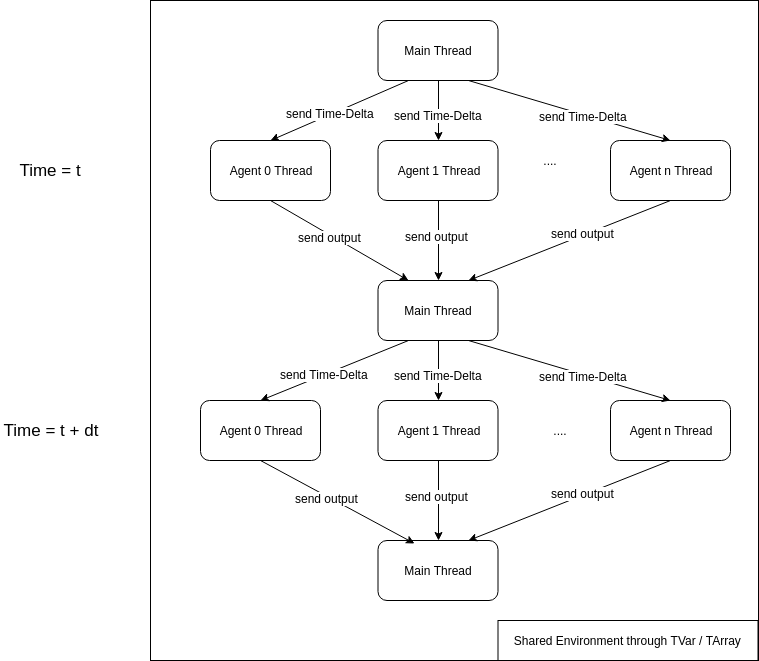 Main Thread
send Time-Delta
send Time-Delta
send Time-Delta
Time = t
Agent 0 Thread
Agent 1 Thread
....
Agent n Thread
send output
send output
send output
Main Thread
send Time-Delta
send Time-Delta
send Time-Delta
Time = t + dt
Agent 0 Thread
Agent 1 Thread
....
Agent n Thread
send output
send output
send output
Main Thread
Shared Environment through TVar / TArray